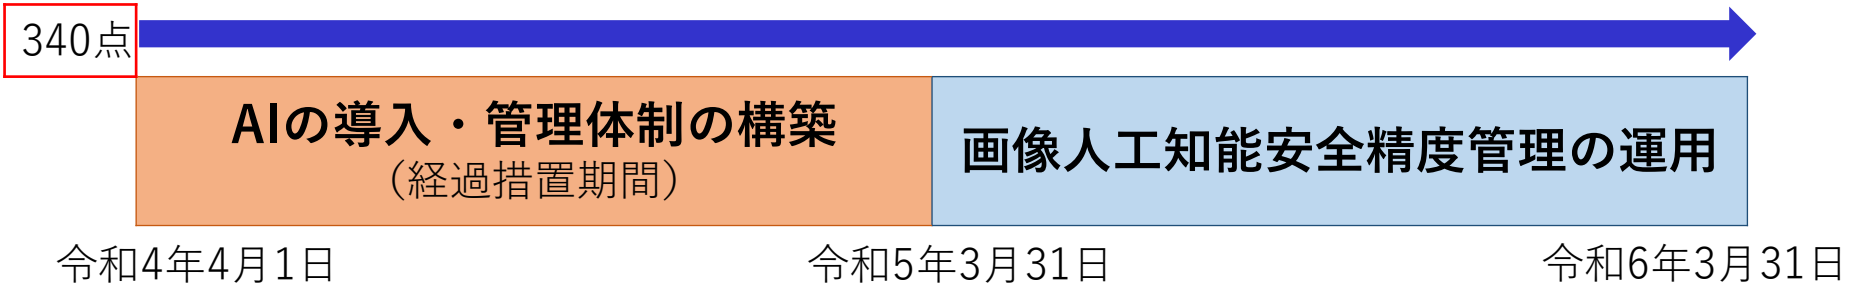 340点
AIの導入・管理体制の構築
（経過措置期間）
画像人工知能安全精度管理の運用
令和4年4月1日
令和5年3月31日
令和6年3月31日